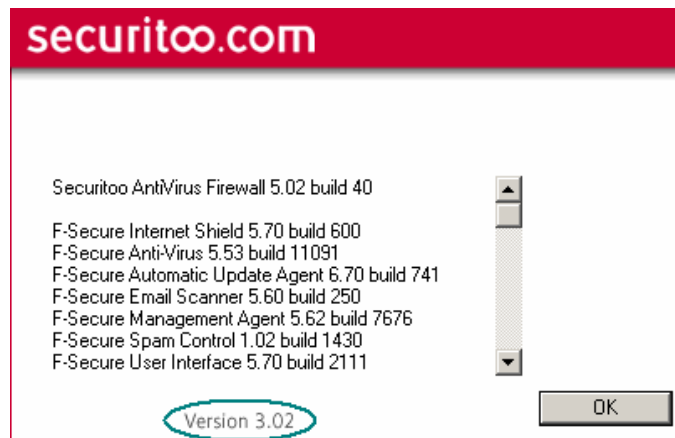 securitoo.com
Securitoo AntiVirus Firewall 5.02 build 40
F-Secure Internet Shield 5.70 build 600
F-Secure Anti-Virus 5.53 build 11091
F-Secure Automatic Update Agent 6.70 build 741
F-Secure Email Scanner 5.60 build 250
F-Secure Management Agent 5.62 build 7676
F-Secure Spam Control 1.02 build 1430
F-Secure User Interface 5.70 build 2111
Version 3.02
OK